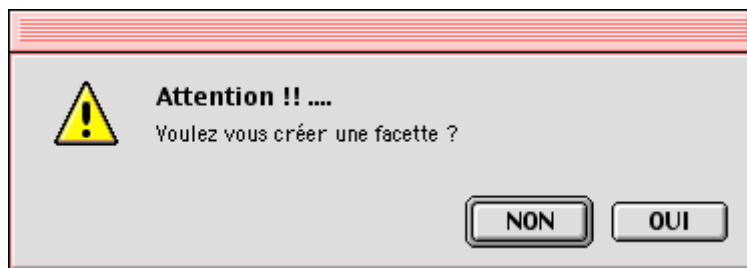 Attention !! ....
Voulez vous créer une facette ?
NON OUI